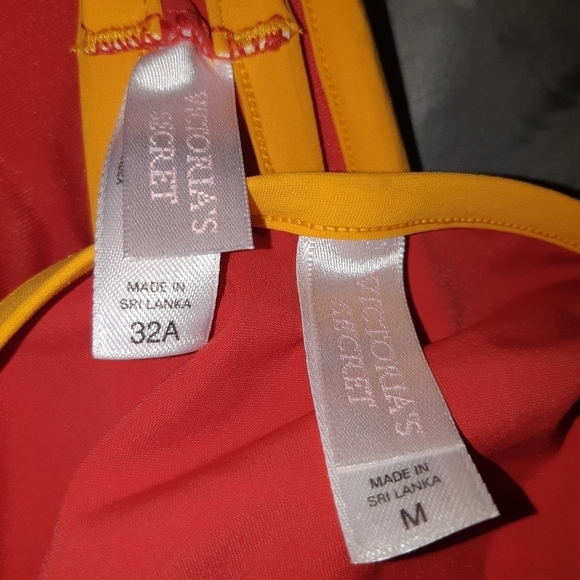 VICTORIA'S
SECRET
MADE IN
SRI LANKA
32A
VICTORIA'S
SECRET
MADE IN
SRI LANKA
M